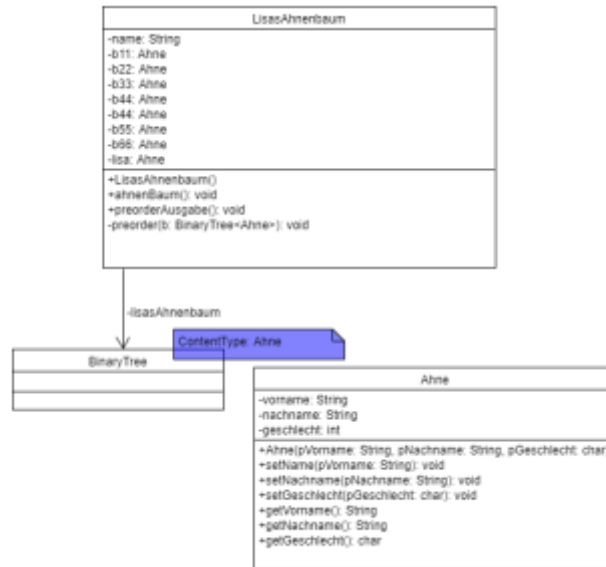 LisasAhnenbaum
-name: String
-b11: Ahne
-b22: Ahne
-b33: Ahne
-b44: Ahne
-b44: Ahne
-b55: Ahne
-b66: Ahne
-lisa: Ahne
+LisasAhnenbaum()
+ahnenBaum(): void
+preorderAusgabe(): void
-preorder(b: BinaryTree<Ahne>): void
-lisasAhnenbaum
ContentType: Ahne
BinaryTree
Ahne
-vorname: String
-nachname: String
-geschlecht: int
+Ahne(pVorname: String, pNachname: String, pGeschlecht: char)
+setName(pVorname: String): void
+setNachname(pNachname: String): void
+setGeschlecht(pGeschlecht: char): void
+getVorname(): String
+getNachname(): String
+getGeschlecht(): char